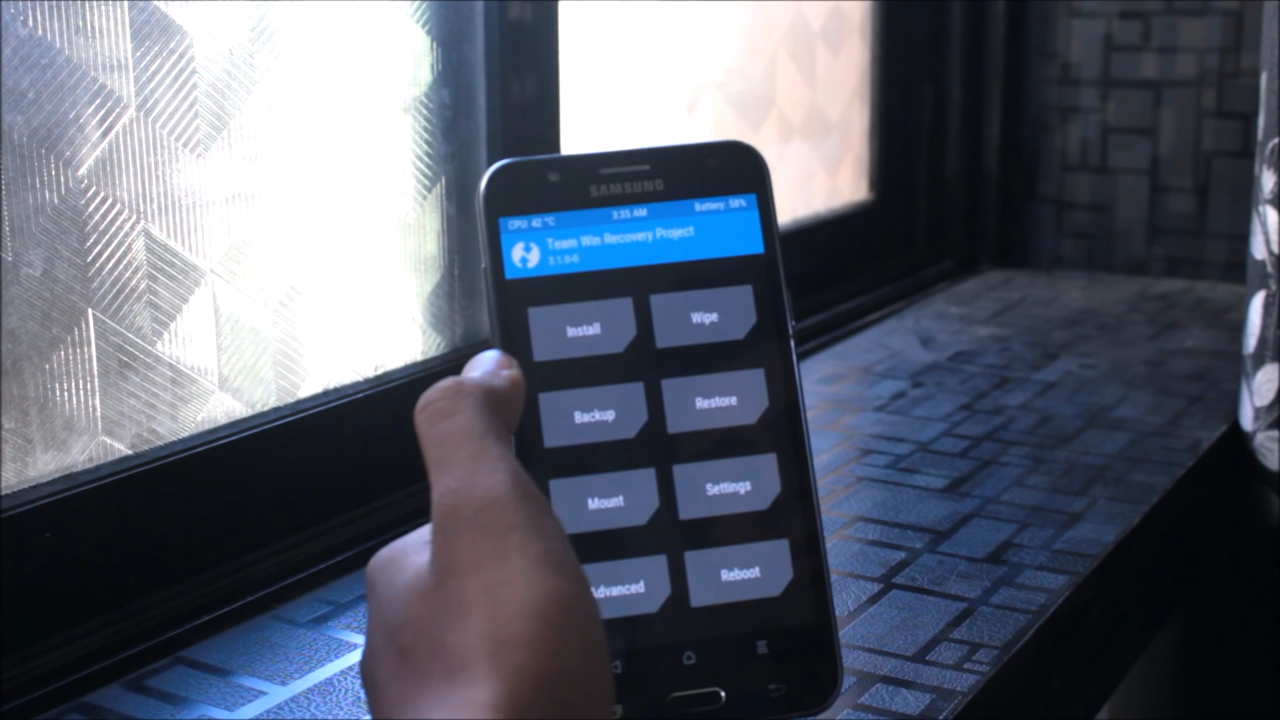 SAMSUNG
CPU: 42 °C 3:35 AM Battery: 58%
Team Win Recovery Project
3.1.0-0
Install Wipe
Backup Restore
Mount Settings
Advanced Reboot